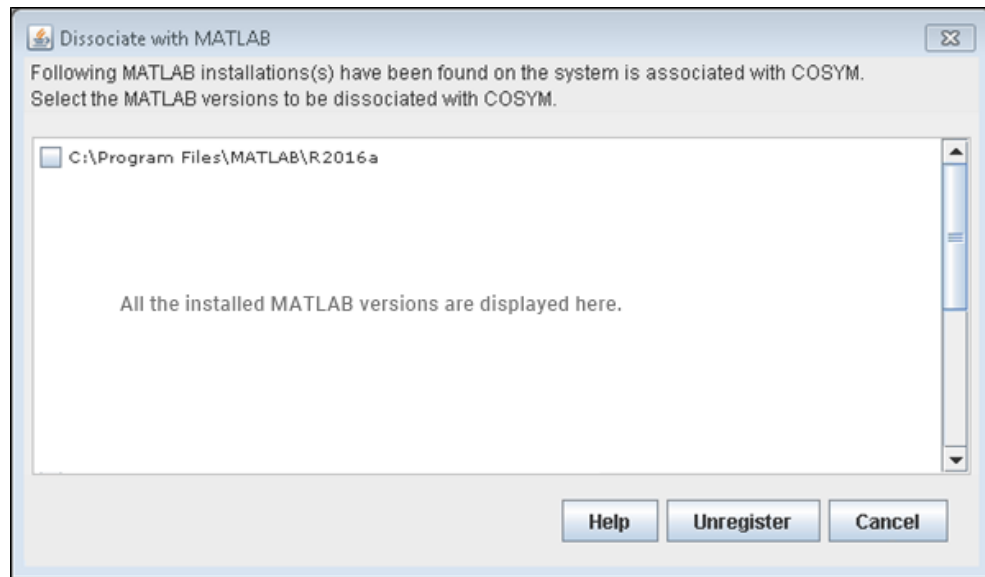 Dissociate with MATLAB
Following MATLAB installations(s) have been found on the system is associated with COSYM.
Select the MATLAB versions to be dissociated with COSYM.
C:\Program Files\MATLAB\R2016a
All the installed MATLAB versions are displayed here.
Help Unregister Cancel